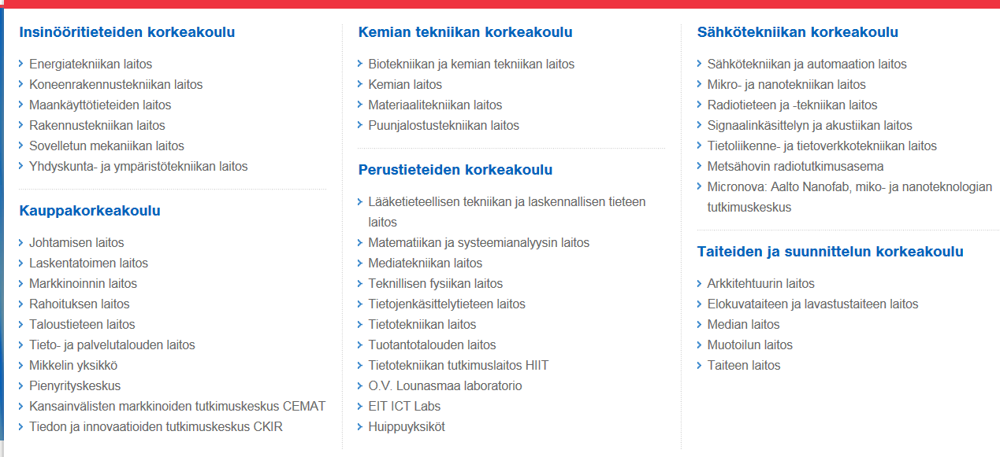 Insinööritieteiden korkeakoulu
Energiatekniikan laitos
Koneenrakennustekniikan laitos
Maankäyttötieteiden laitos
Rakennustekniikan laitos
Sovelletun mekaniikan laitos
Yhdyskunta- ja ympäristötekniikan laitos
Kauppakorkeakoulu
Johtamisen laitos
Laskentatoimen laitos
Markkinoinnin laitos
Rahoituksen laitos
Taloustieteen laitos
Tieto- ja palvelutalouden laitos
Mikkelin yksikkö
Pienyrityskeskus
Kansainvälisten markkinoiden tutkimuskeskus CEMAT
Tiedon ja innovaatioiden tutkimuskeskus CKIR
Kemian tekniikan korkeakoulu
Biotekniikan ja kemian tekniikan laitos
Kemian laitos
Materiaalitekniikan laitos
Puunjalostustekniikan laitos
Perustieteiden korkeakoulu
Lääketieteellisen tekniikan ja laskennallisen tieteen
laitos
Matematiikan ja systeemianalyysin laitos
Mediatekniikan laitos
Teknillisen fysiikan laitos
Tietojenkäsittelytieteen laitos
Tietotekniikan laitos
Tuotantotalouden laitos
Tietotekniikan tutkimuslaitos HIIT
O.V. Lounasmaa laboratorio
EIT ICT Labs
Huippuyksiköt
Sähkötekniikan korkeakoulu
Sähkötekniikan ja automaation laitos
Mikro- ja nanotekniikan laitos
Radiotieteen ja -tekniikan laitos
Signaalinkäsittelyn ja akustiikan laitos
Tietoliikenne- ja tietoverkkotekniikan laitos
Metsähovin radiotutkimusasema
Micronova: Aalto Nanofab, miko- ja nanoteknologian
tutkimuskeskus
Taiteiden ja suunnittelun korkeakoulu
Arkkitehtuurin laitos
Elokuvataiteen ja lavastustaiteen laitos
Median laitos
Muotoilun laitos
Taiteen laitos